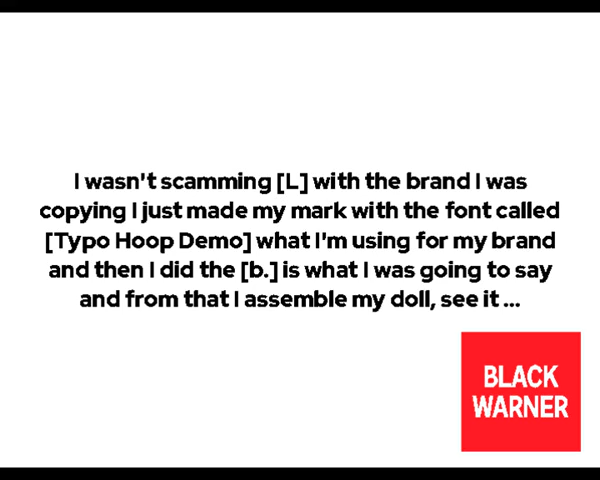 I wasn't scamming [L] with the brand I was
copying I just made my mark with the font called
[Typo Hoop Demo] what I'm using for my brand
and then I did the [b.] is what I was going to say
and from that I assemble my doll, see it ...
BLACK
WARNER